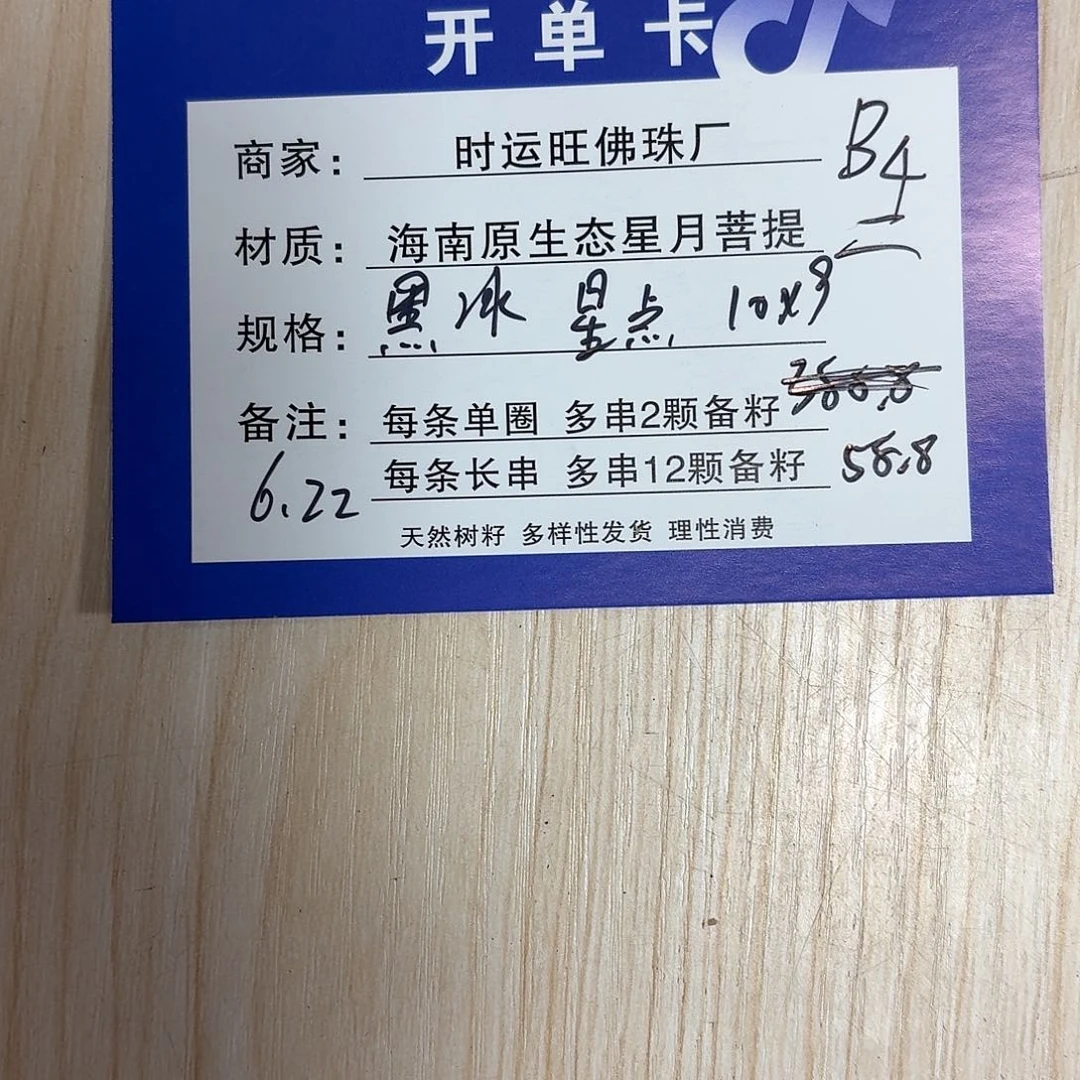 开单卡
商家: 时运旺佛珠厂 B4
材质: 海南原生态星月菩提
规格: 黑冰 星点 10x9
备注: 每条单圈 多串2颗备籽
6.22 每条长串 多串12颗备籽 58.8
天然树籽 多样性发货 理性消费